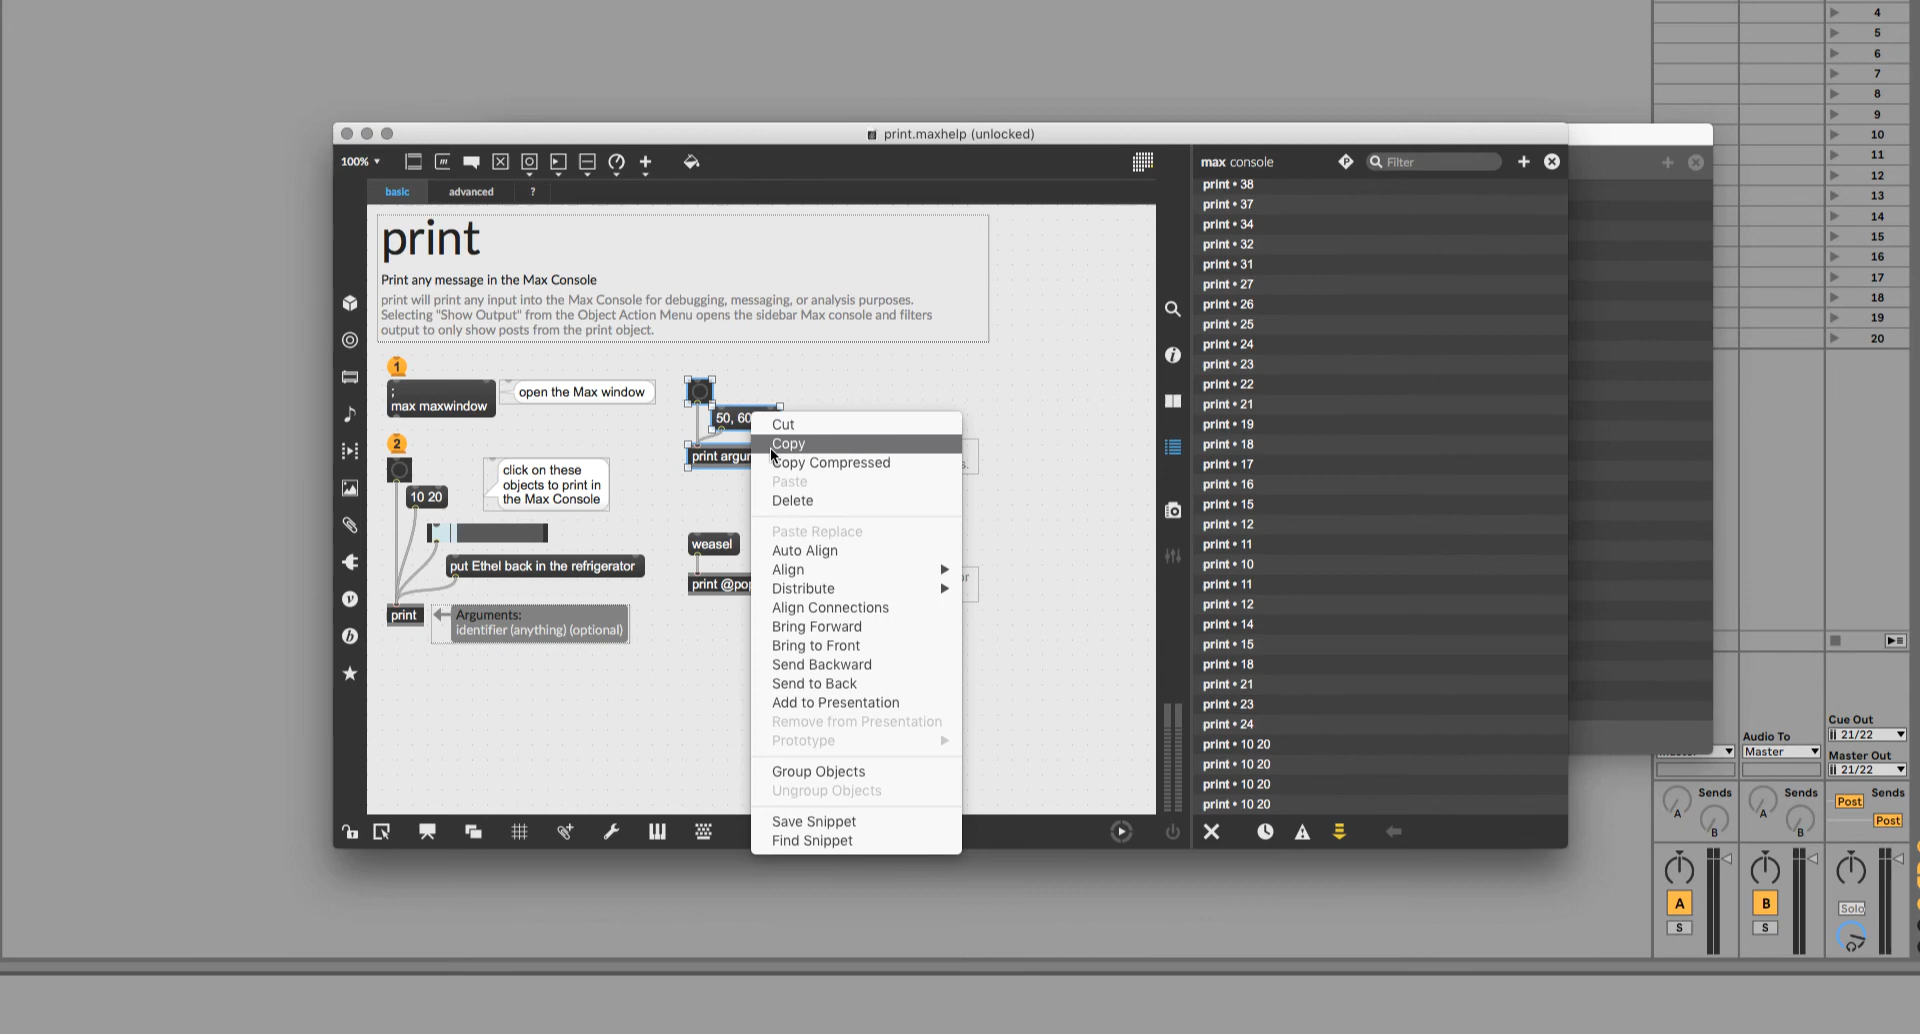 print.maxhelp (unlocked)
100%
basic
advanced
?
print
Print any message in the Max Console
print will print any input into the Max Console for debugging, messaging, or analysis purposes.
Selecting "Show Output" from the Object Action Menu opens the sidebar Max console and filters
output to only show posts from the print object.
1
;
max maxwindow
open the Max window
2
10 20
click on these
objects to print in
the Max Console
put Ethel back in the refrigerator
print
Arguments:
identifier (anything) (optional)
50, 60
print argur
s.
weasel
print @pop
or
Cut
Copy
Copy Compressed
Paste
Delete
Paste Replace
Auto Align
Align
Distribute
Align Connections
Bring Forward
Bring to Front
Send Backward
Send to Back
Add to Presentation
Remove from Presentation
Prototype
Group Objects
Ungroup Objects
Save Snippet
Find Snippet
max console
Filter
print • 38
print • 37
print • 34
print • 32
print • 31
print • 27
print • 26
print • 25
print • 24
print • 23
print • 22
print • 21
print • 19
print • 18
print • 17
print • 16
print • 15
print • 12
print • 11
print • 10
print • 11
print • 12
print • 14
print • 15
print • 18
print • 21
print • 23
print • 24
print • 10 20
print • 10 20
print • 10 20
print • 10 20
4
5
6
7
8
9
10
11
12
13
14
15
16
17
18
19
20
Cue Out
21/22
Audio To
Master
Master Out
21/22
Sends
Sends
Sends
A
B
A
B
Post
Post
A
B
Solo
S
S